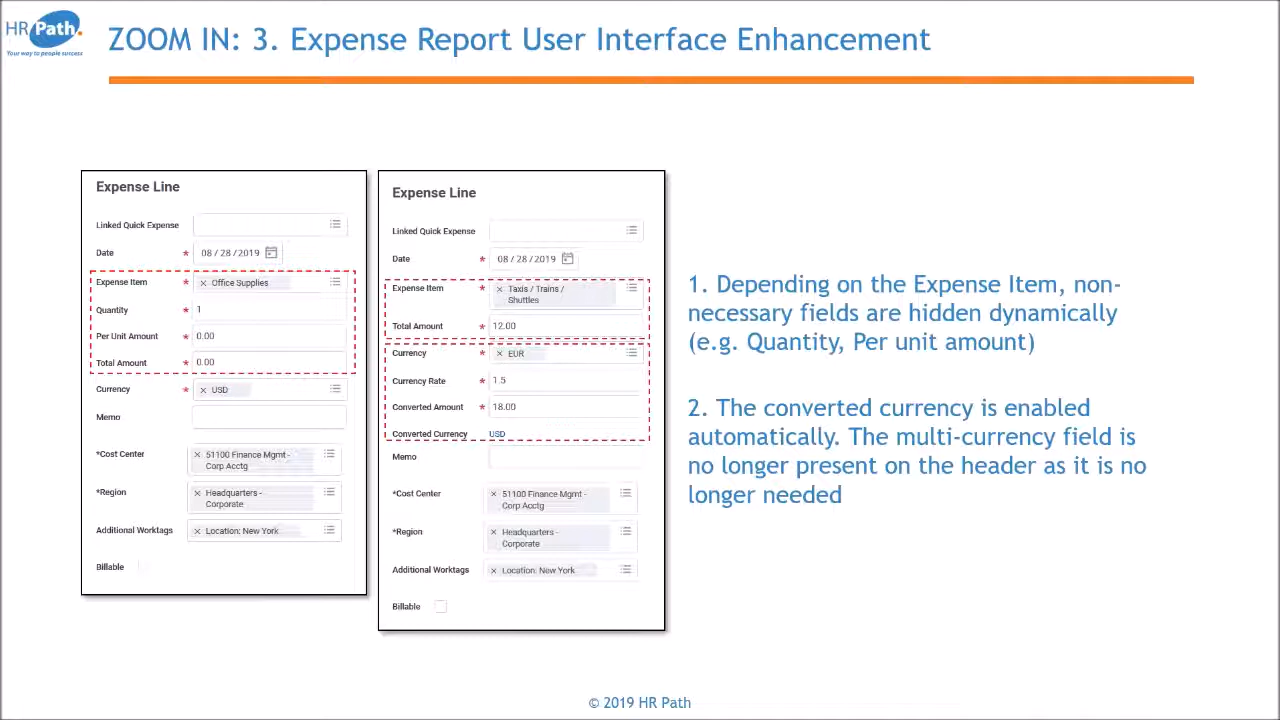 HR Path.
Your way to people success
ZOOM IN: 3. Expense Report User Interface Enhancement
Expense Line
Linked Quick Expense
Date * 08 / 28 / 2019
Expense Item * × Office Supplies
Quantity * 1
Per Unit Amount * 0.00
Total Amount * 0.00
Currency * × USD
Memo
*Cost Center × 51100 Finance Mgmt -
Corp Acctg
*Region × Headquarters -
Corporate
Additional Worktags × Location: New York
Billable
Expense Line
Linked Quick Expense
Date * 08 / 28 / 2019
Expense Item * × Taxis / Trains /
Shuttles
Total Amount * 12.00
Currency * × EUR
Currency Rate * 1.5
Converted Amount * 18.00
Converted Currency USD
Memo
*Cost Center × 51100 Finance Mgmt -
Corp Acctg
*Region × Headquarters -
Corporate
Additional Worktags × Location: New York
Billable
1. Depending on the Expense Item, non-
necessary fields are hidden dynamically
(e.g. Quantity, Per unit amount)
2. The converted currency is enabled
automatically. The multi-currency field is
no longer present on the header as it is no
longer needed
© 2019 HR Path